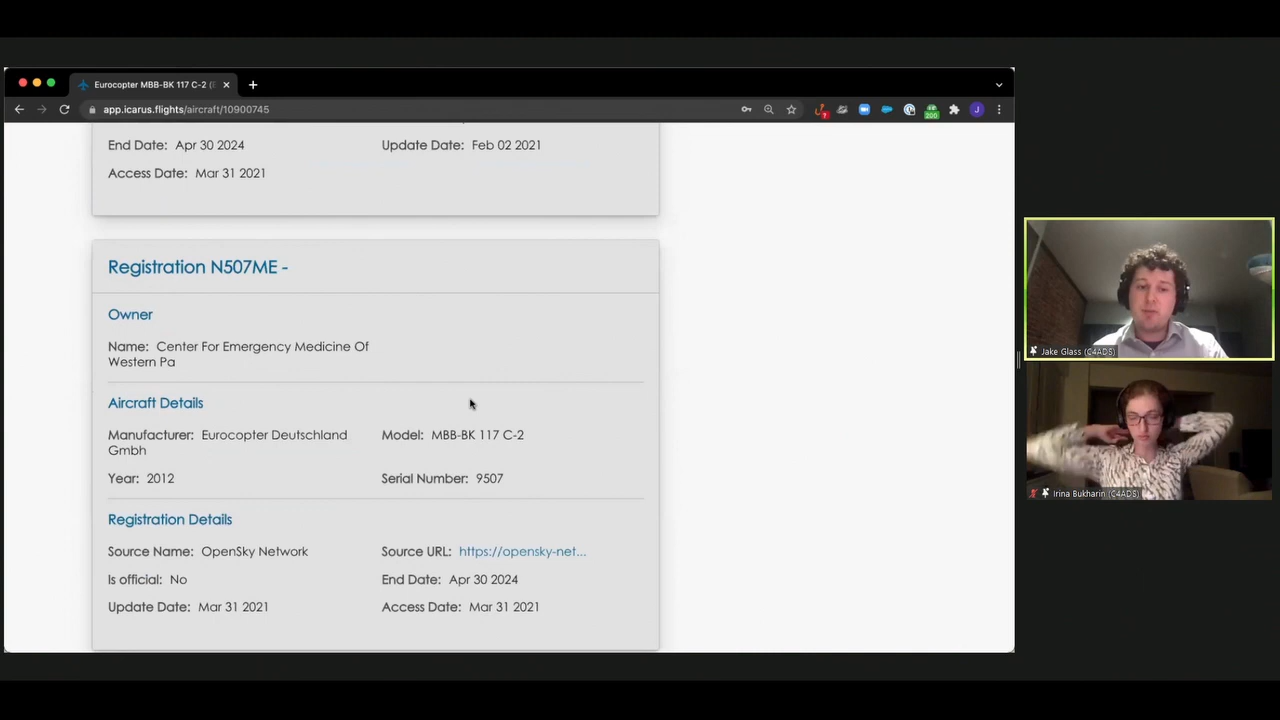 Eurocopter MBB-BK 117 C-2 (
app.icarus.flights/aircraft/10900745
200
J
End Date: Apr 30 2024
Update Date: Feb 02 2021
Access Date: Mar 31 2021
Registration N507ME -
Owner
Name: Center For Emergency Medicine Of
Western Pa
Aircraft Details
Manufacturer: Eurocopter Deutschland
Gmbh
Model: MBB-BK 117 C-2
Year: 2012
Serial Number: 9507
Registration Details
Source Name: OpenSky Network
Source URL: https://opensky-net...
Is official: No
End Date: Apr 30 2024
Update Date: Mar 31 2021
Access Date: Mar 31 2021
Jake Glass (C4ADS)
Irina Bukharin (C4ADS)